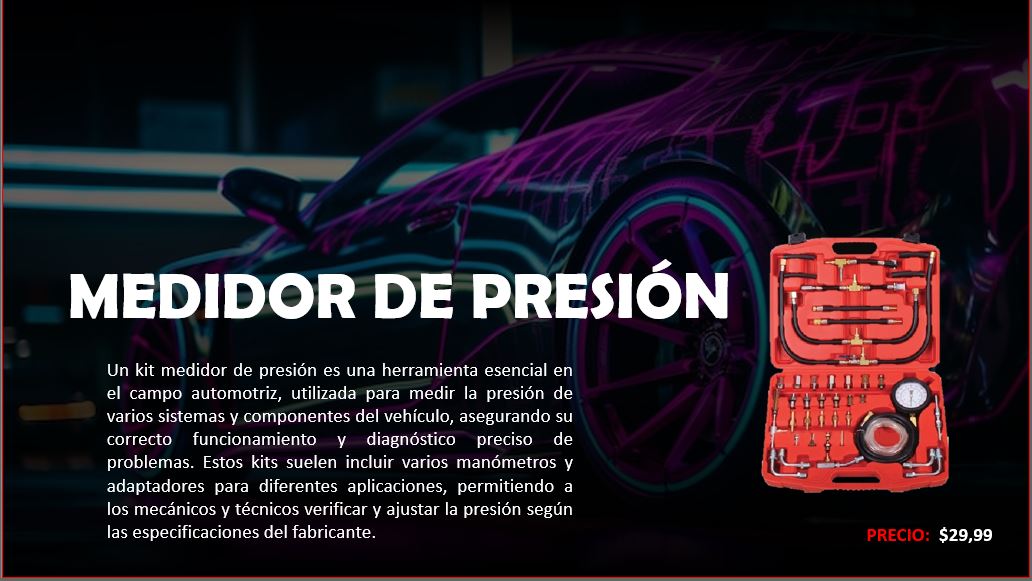 MEDIDOR DE PRESIÓN
Un kit medidor de presión es una herramienta esencial en
el campo automotriz, utilizada para medir la presión de
varios sistemas y componentes del vehículo, asegurando su
correcto funcionamiento y diagnóstico preciso de
problemas. Estos kits suelen incluir varios manómetros y
adaptadores para diferentes aplicaciones, permitiendo a
los mecánicos y técnicos verificar y ajustar la presión según
las especificaciones del fabricante.
PRECIO: $29,99